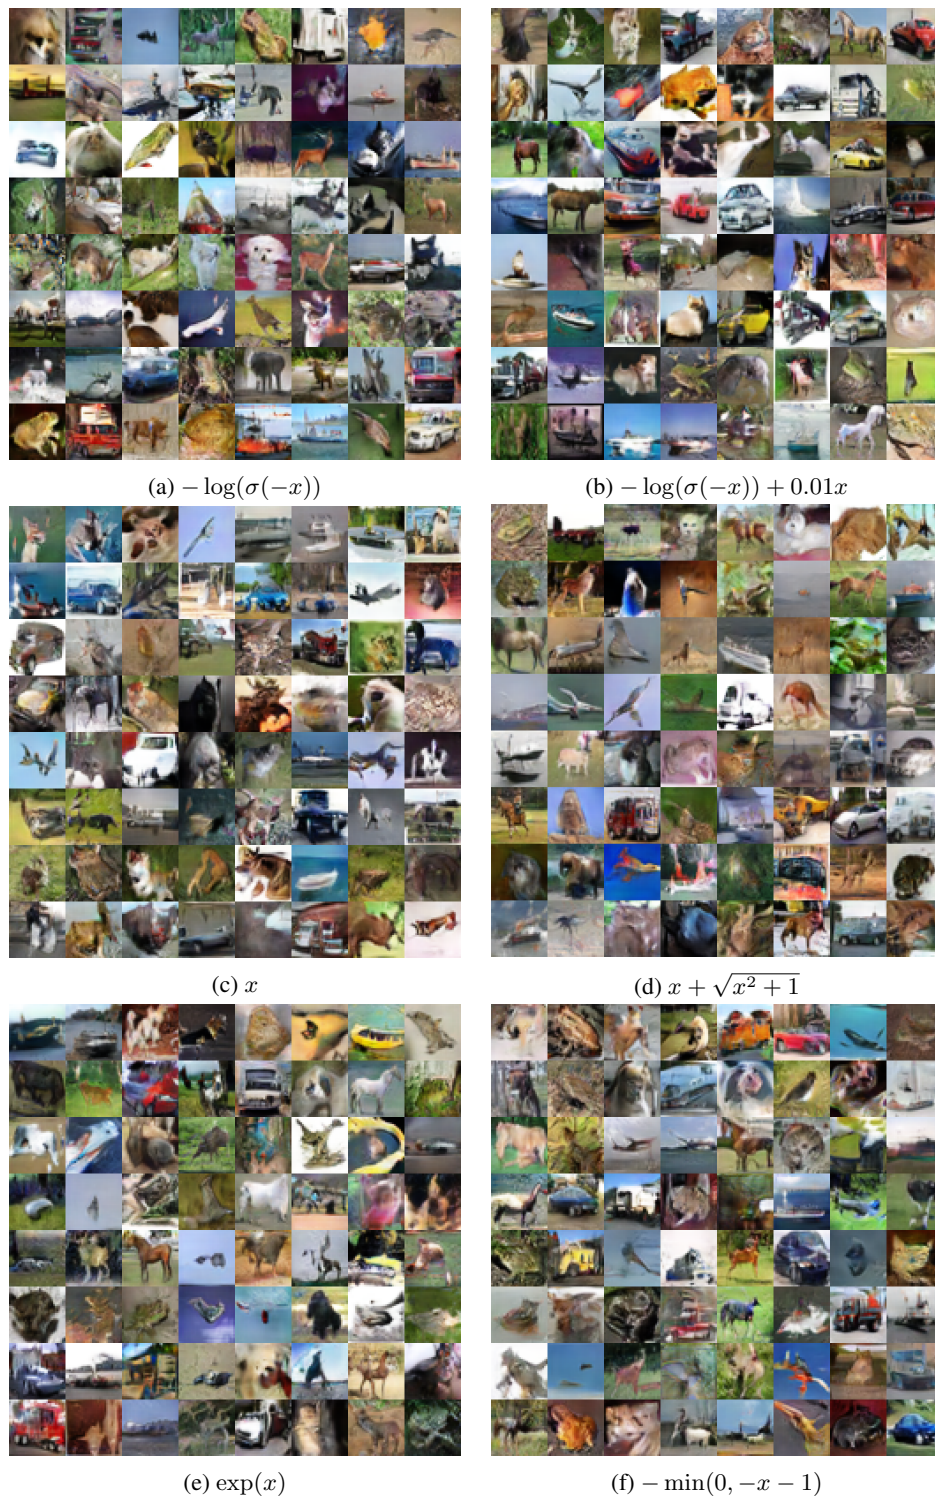 (a) − log(σ(−x))
(b) − log(σ(−x)) + 0.01x
(c) x
(d) x + √(x² + 1)
(e) exp(x)
(f) − min(0, −x − 1)